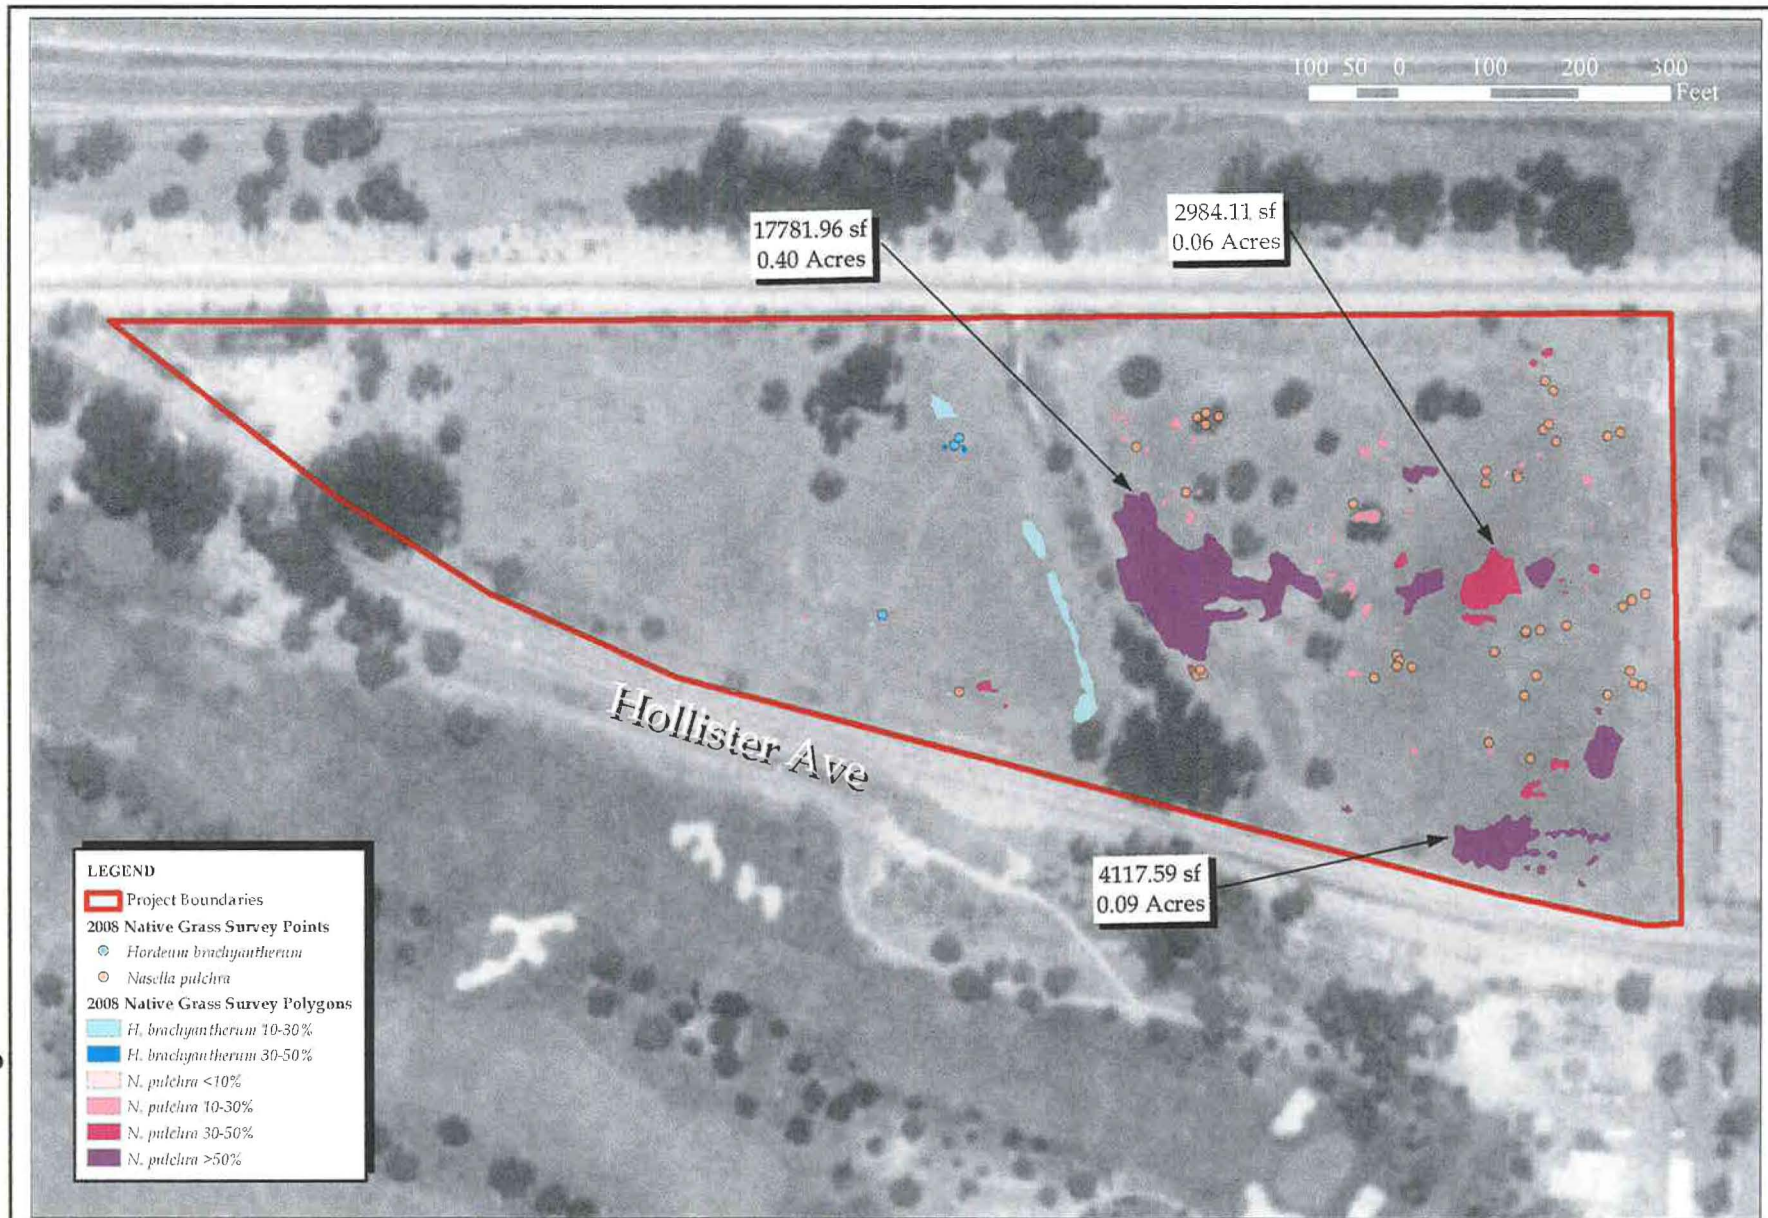 100 50 0 100 200 300
Feet
17781.96 sf
0.40 Acres
2984.11 sf
0.06 Acres
Hollister Ave
4117.59 sf
0.09 Acres
LEGEND
Project Boundaries
2008 Native Grass Survey Points
Hordeum brachyantherum
Nasella pulchra
2008 Native Grass Survey Polygons
H. brachyantherum 10-30%
H. brachyantherum 30-50%
N. pulchra <10%
N. pulchra 10-30%
N. pulchra 30-50%
N. pulchra >50%